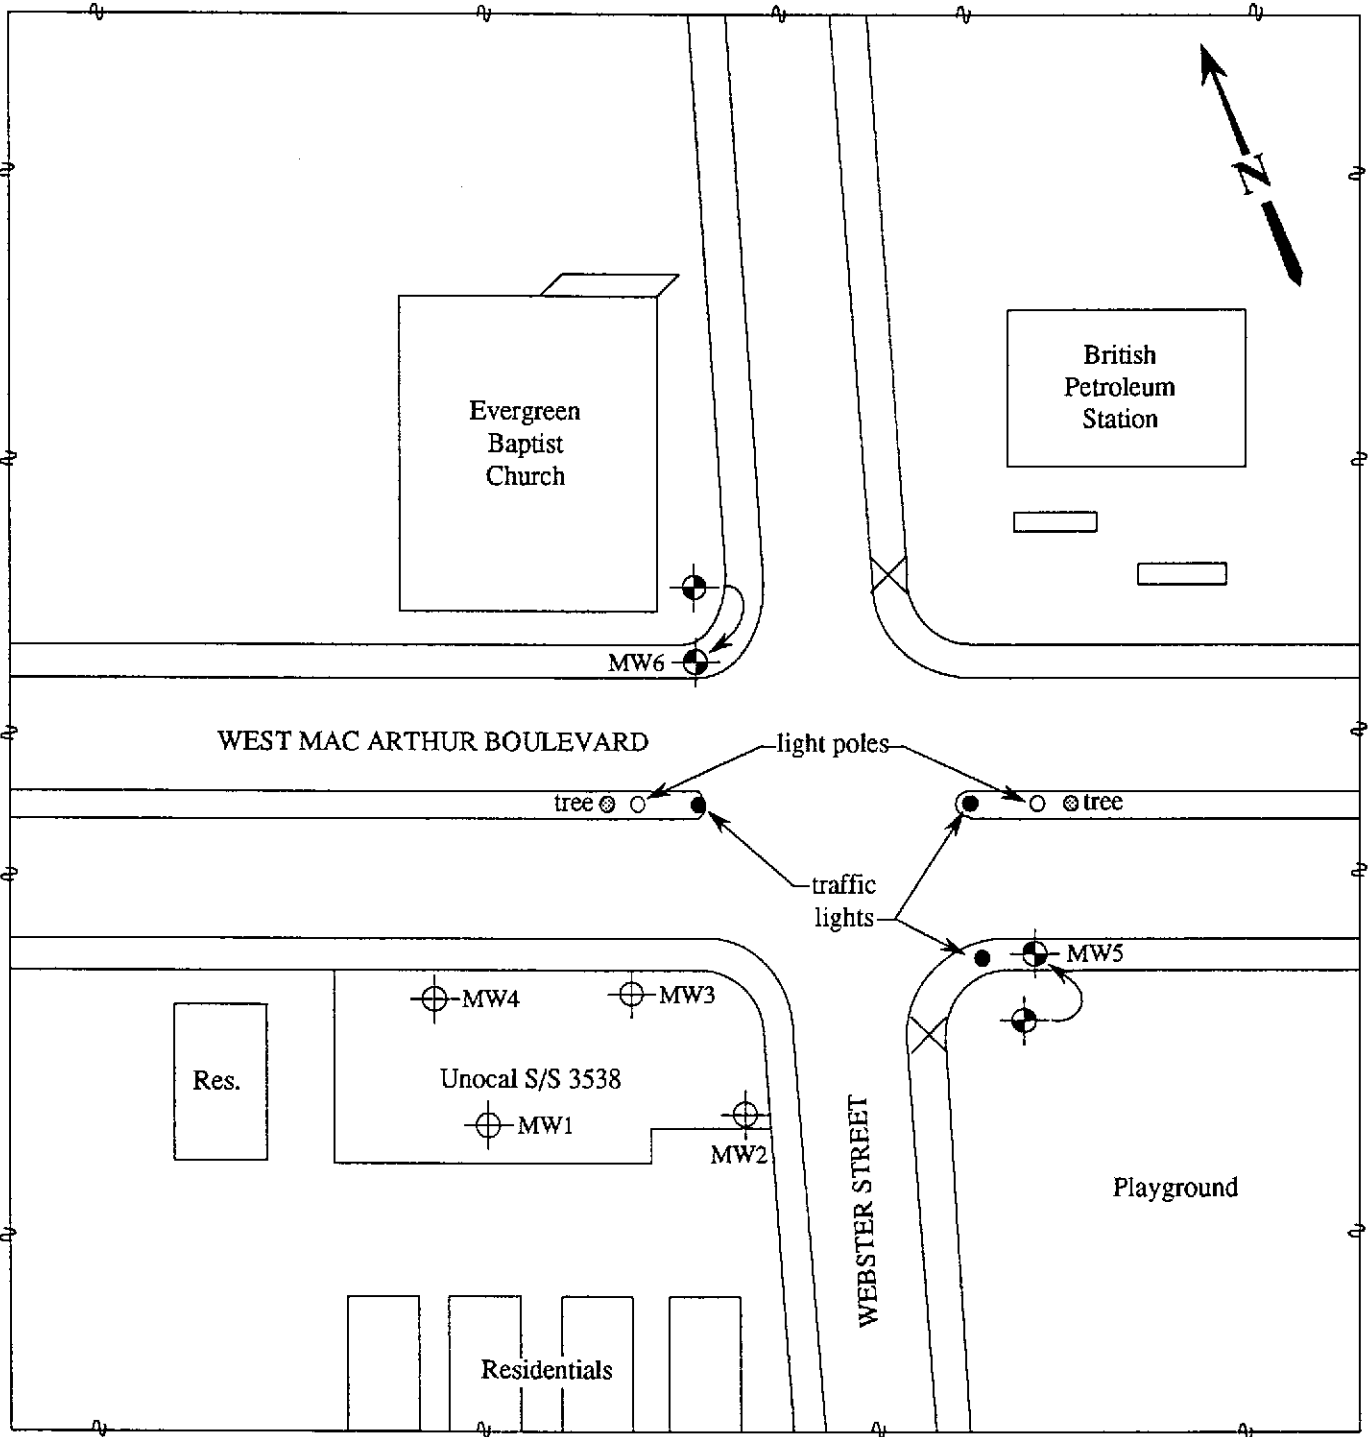 N
British
Petroleum
Station
Evergreen
Baptist
Church
MW6
WEST MAC ARTHUR BOULEVARD
light poles
tree
tree
traffic
lights
MW5
MW4
MW3
Res.
Unocal S/S 3538
MW1
MW2
WEBSTER STREET
Playground
Residentials